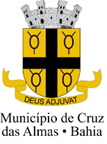 DEUS ADJUVAT
Município de Cruz
das Almas • Bahia